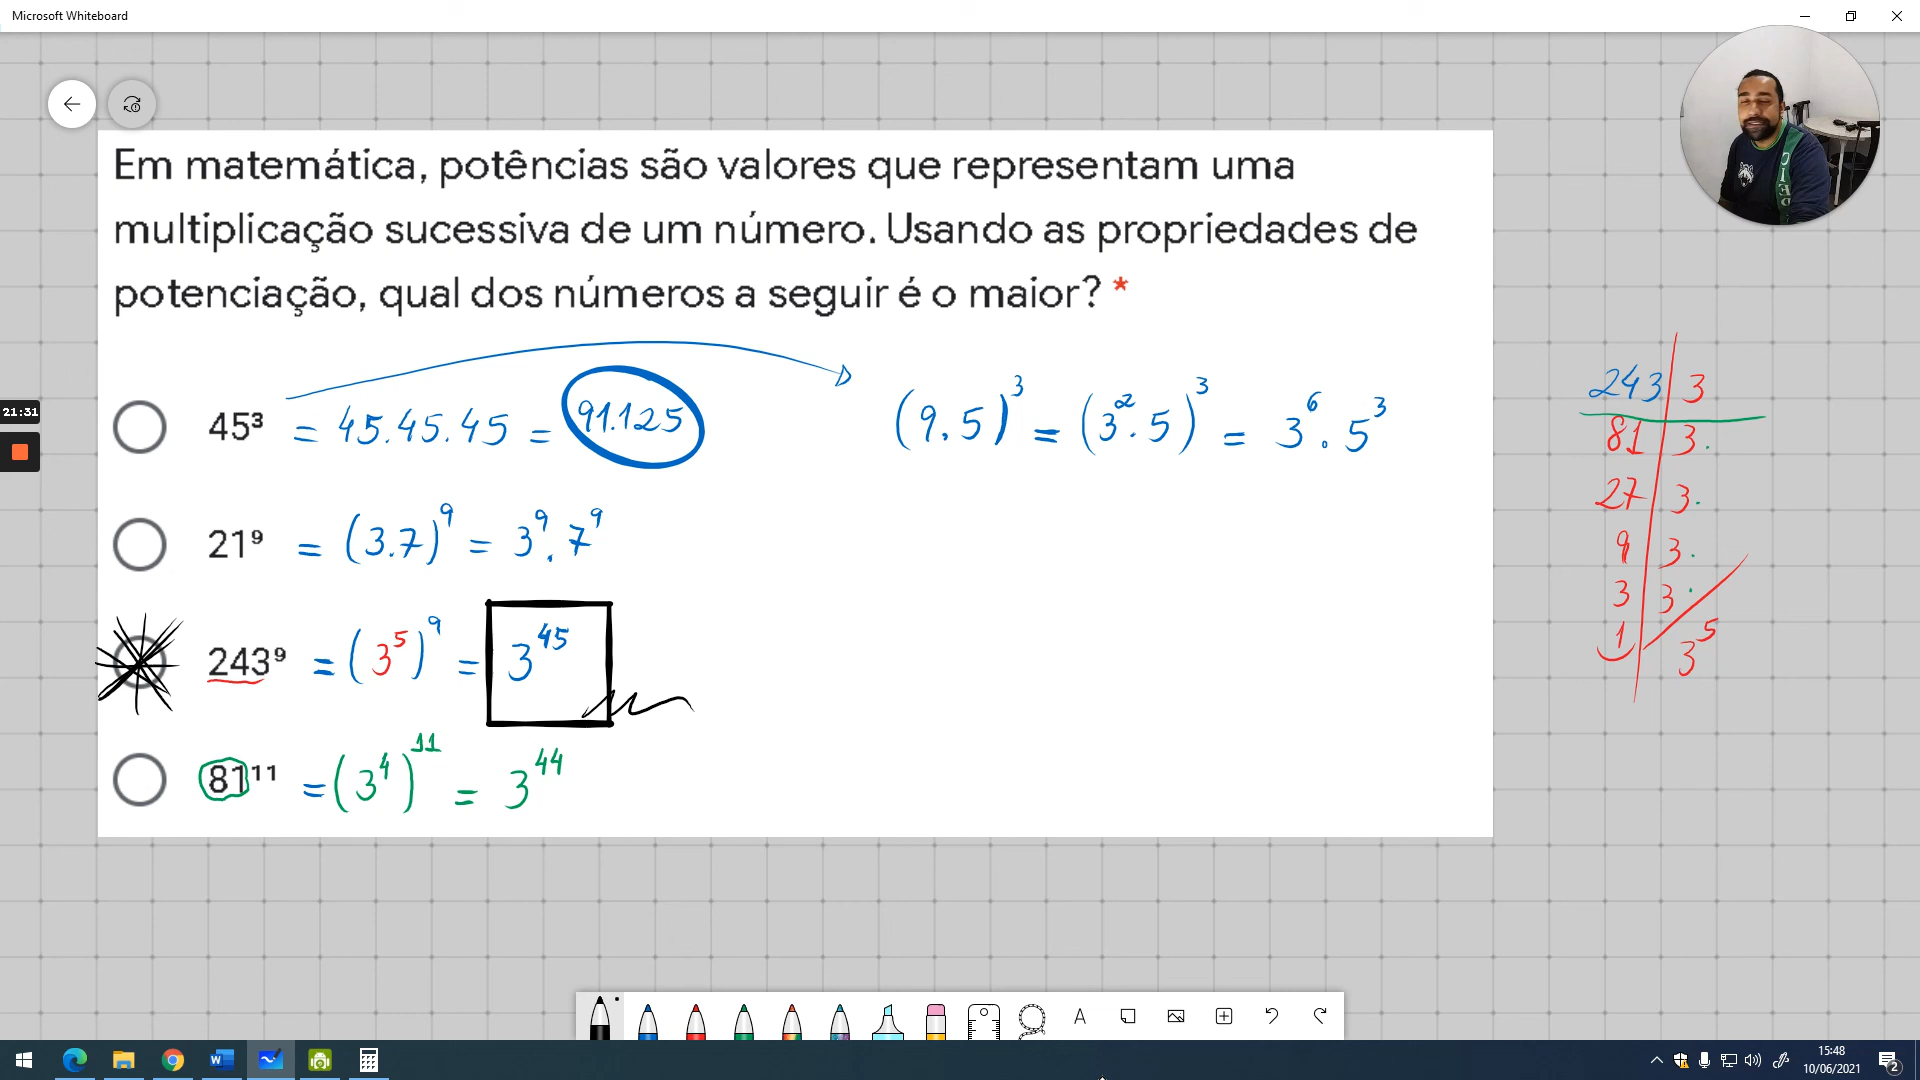 Microsoft Whiteboard
Em matemática, potências são valores que representam uma
multiplicação sucessiva de um número. Usando as propriedades de
potenciação, qual dos números a seguir é o maior? *
21:31
45³ = 45.45.45 = 91.125 (9.5)³ = (3².5)³ = 3⁶.5³
21⁹ = (3.7)⁹ = 3⁹.7⁹
243⁹ = (3⁵)⁹ = 3⁴⁵
81¹¹ = (3⁴)¹¹ = 3⁴⁴
243 3
81 3.
27 3.
9 3.
3 3.
1 3⁵
A
15:48
10/06/2021
2